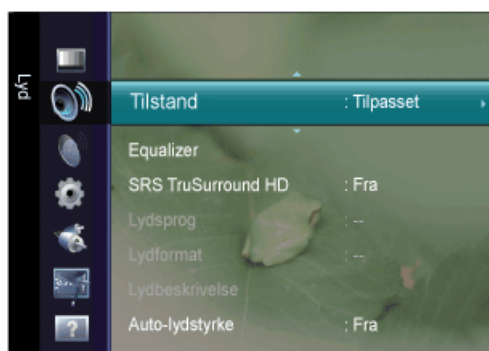 Lyd
Tilstand : Tilpasset
Equalizer
SRS TruSurround HD : Fra
Lydsprog : --
Lydformat : --
Lydbeskrivelse
Auto-lydstyrke : Fra
?